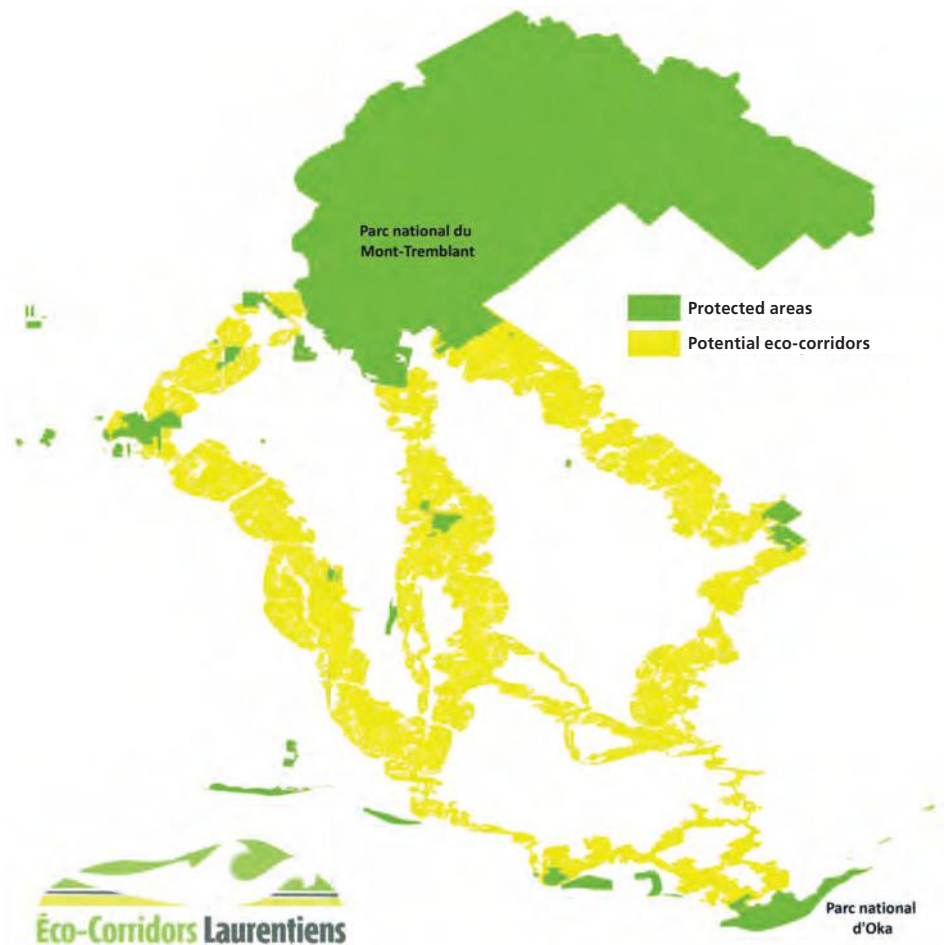 Parc national du
Mont-Tremblant
Protected areas
Potential eco-corridors
Parc national
d'Oka
Éco-Corridors Laurentiens